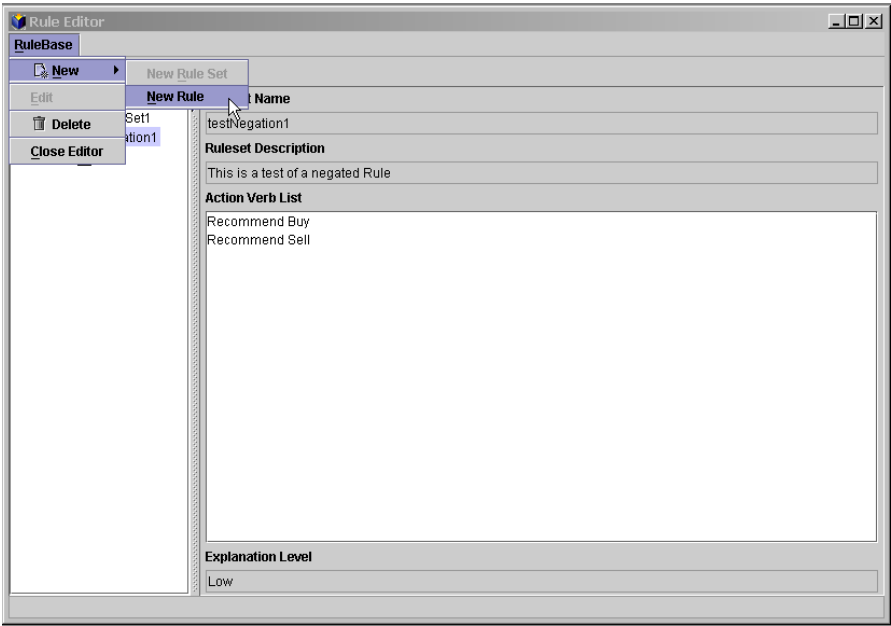 Rule Editor
RuleBase
New
New Rule Set
Edit
New Rule
Name
Delete
Set1
testNegation1
ation1
Close Editor
Ruleset Description
This is a test of a negated Rule
Action Verb List
Recommend Buy
Recommend Sell
Explanation Level
Low